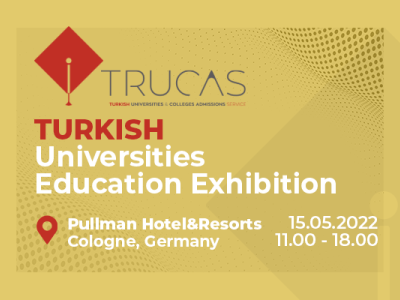 TRUCAS
TURKISH UNIVERSITIES & COLLEGES ADMISSIONS SERVICE
TURKISH
Universities
Education Exhibition
Pullman Hotel&Resorts
Cologne, Germany
15.05.2022
11.00 - 18.00